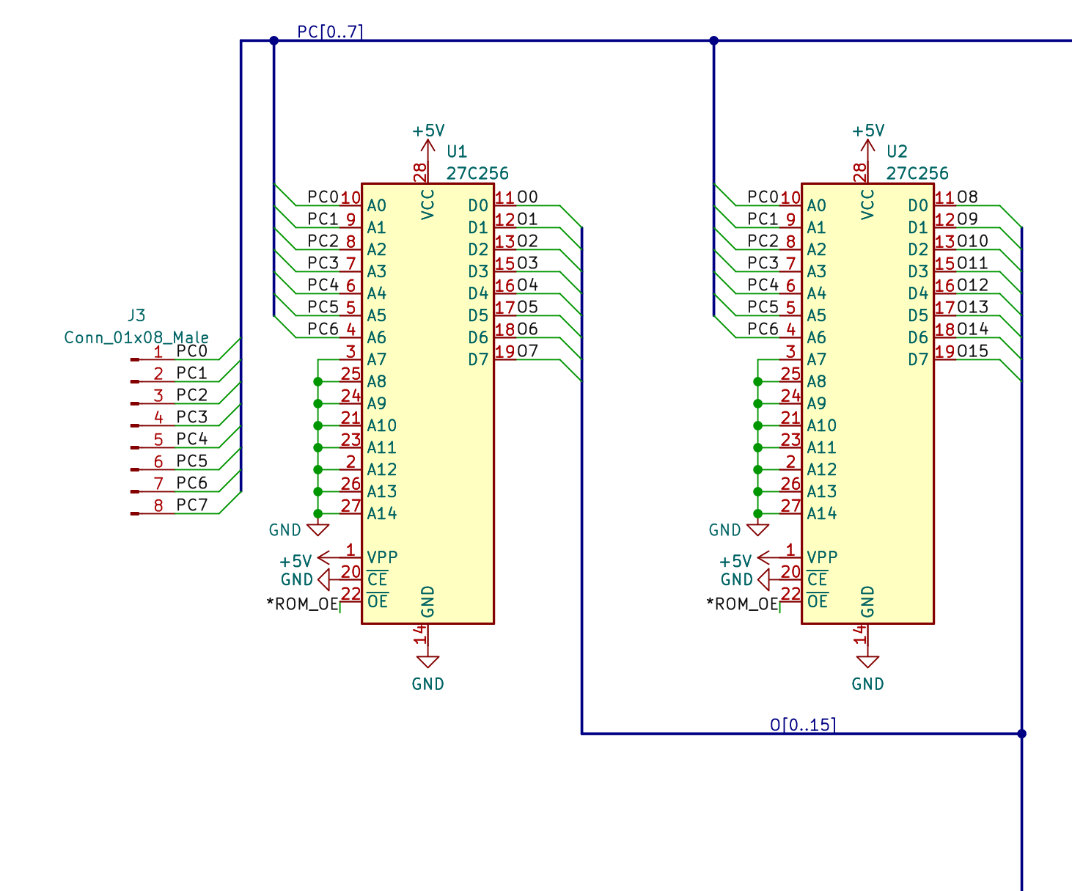 PC[0..7]
+5V
U1
27C256
28
VCC
PC0 10 A0 D0 11 O0
PC1 9 A1 D1 12 O1
PC2 8 A2 D2 13 O2
PC3 7 A3 D3 15 O3
PC4 6 A4 D4 16 O4
PC5 5 A5 D5 17 O5
PC6 4 A6 D6 18 O6
3 A7 D7 19 O7
25 A8
24 A9
21 A10
23 A11
2 A12
26 A13
27 A14
GND
+5V 1 VPP
GND 20 CE
*ROM_OE 22 OE
GND
14
GND
+5V
U2
27C256
28
VCC
PC0 10 A0 D0 11 O8
PC1 9 A1 D1 12 O9
PC2 8 A2 D2 13 O10
PC3 7 A3 D3 15 O11
PC4 6 A4 D4 16 O12
PC5 5 A5 D5 17 O13
PC6 4 A6 D6 18 O14
3 A7 D7 19 O15
25 A8
24 A9
21 A10
23 A11
2 A12
26 A13
27 A14
GND
+5V 1 VPP
GND 20 CE
*ROM_OE 22 OE
GND
14
GND
J3
Conn_01x08_Male
1 PC0
2 PC1
3 PC2
4 PC3
5 PC4
6 PC5
7 PC6
8 PC7
O[0..15]